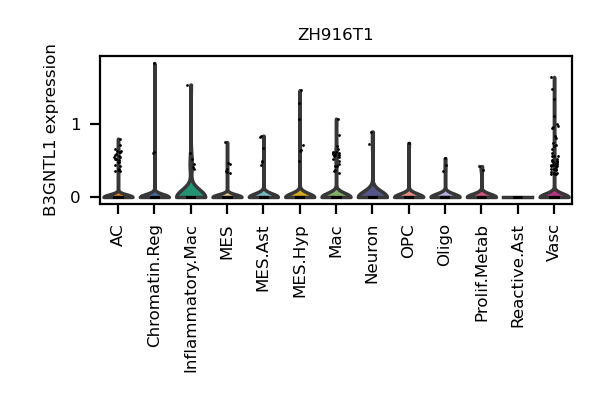 ZH916T1
B3GNTL1 expression
1
0
AC
Chromatin.Reg
Inflammatory.Mac
MES
MES.Ast
MES.Hyp
Mac
Neuron
OPC
Oligo
Prolif.Metab
Reactive.Ast
Vasc